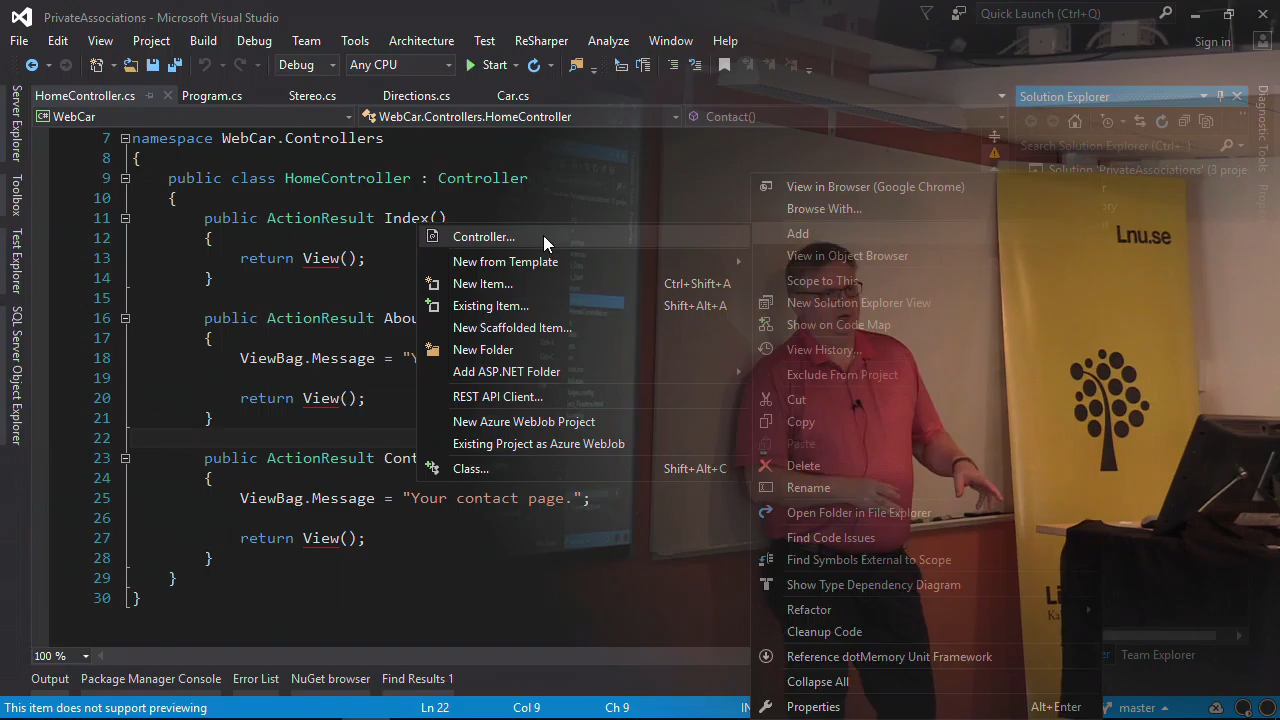 PrivateAssociations - Microsoft Visual Studio
Quick Launch (Ctrl+Q)
File Edit View Project Build Debug Team Tools Architecture Test ReSharper Analyze Window Help
Sign in
Debug
Any CPU
Start
HomeController.cs
Program.cs
Stereo.cs
Directions.cs
Car.cs
WebCar
WebCar.Controllers.HomeController
Contact()
Server Explorer
Toolbox
Test Explorer
SQL Server Object Explorer
7 namespace WebCar.Controllers
8 {
9 public class HomeController : Controller
10 {
11 public ActionResult Index()
12 {
13 return View();
14 }
15
16 public ActionResult Abou
17 {
18 ViewBag.Message = "Y
19
20 return View();
21 }
22
23 public ActionResult Cont
24 {
25 ViewBag.Message = "Your contact page.";
26
27 return View();
28 }
29 }
30 }
Controller...
New from Template
New Item... Ctrl+Shift+A
Existing Item... Shift+Alt+A
New Scaffolded Item...
New Folder
Add ASP.NET Folder
REST API Client...
New Azure WebJob Project
Existing Project as Azure WebJob
Class... Shift+Alt+C
View in Browser (Google Chrome)
Browse With...
Add
View in Object Browser
Scope to This
New Solution Explorer View
Show on Code Map
View History...
Exclude From Project
Cut
Copy
Paste
Delete
Rename
Open Folder in File Explorer
Find Code Issues
Find Symbols External to Scope
Show Type Dependency Diagram
Refactor
Cleanup Code
Reference dotMemory Unit Framework
Collapse All
Properties Alt+Enter
Solution Explorer
Search Solution Explorer (Ctrl+
Solution 'PrivateAssociations' (3 proje
Diagnostic Tools
Lnu.se
Team Explorer
100 %
Output
Package Manager Console
Error List
NuGet browser
Find Results 1
This item does not support previewing
Ln 22
Col 9
Ch 9
IN
master